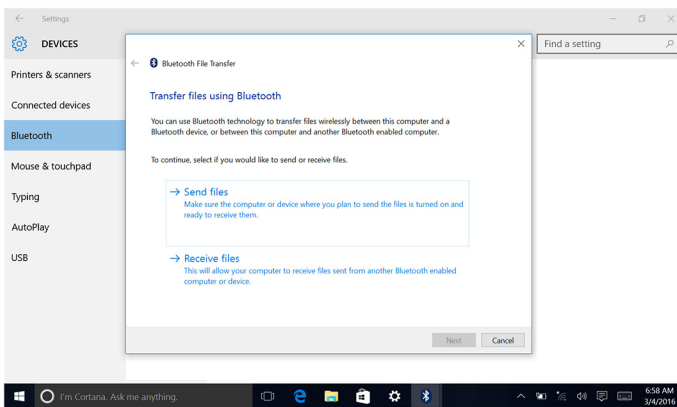 Settings
DEVICES
Find a setting
Printers & scanners
Connected devices
Bluetooth
Mouse & touchpad
Typing
AutoPlay
USB
Bluetooth File Transfer
Transfer files using Bluetooth
You can use Bluetooth technology to transfer files wirelessly between this computer and a
Bluetooth device, or between this computer and another Bluetooth enabled computer.
To continue, select if you would like to send or receive files.
Send files
Make sure the computer or device where you plan to send the files is turned on and
ready to receive them.
Receive files
This will allow your computer to receive files sent from another Bluetooth enabled
computer or device.
Next
Cancel
I'm Cortana. Ask me anything.
6:58 AM
3/4/2016